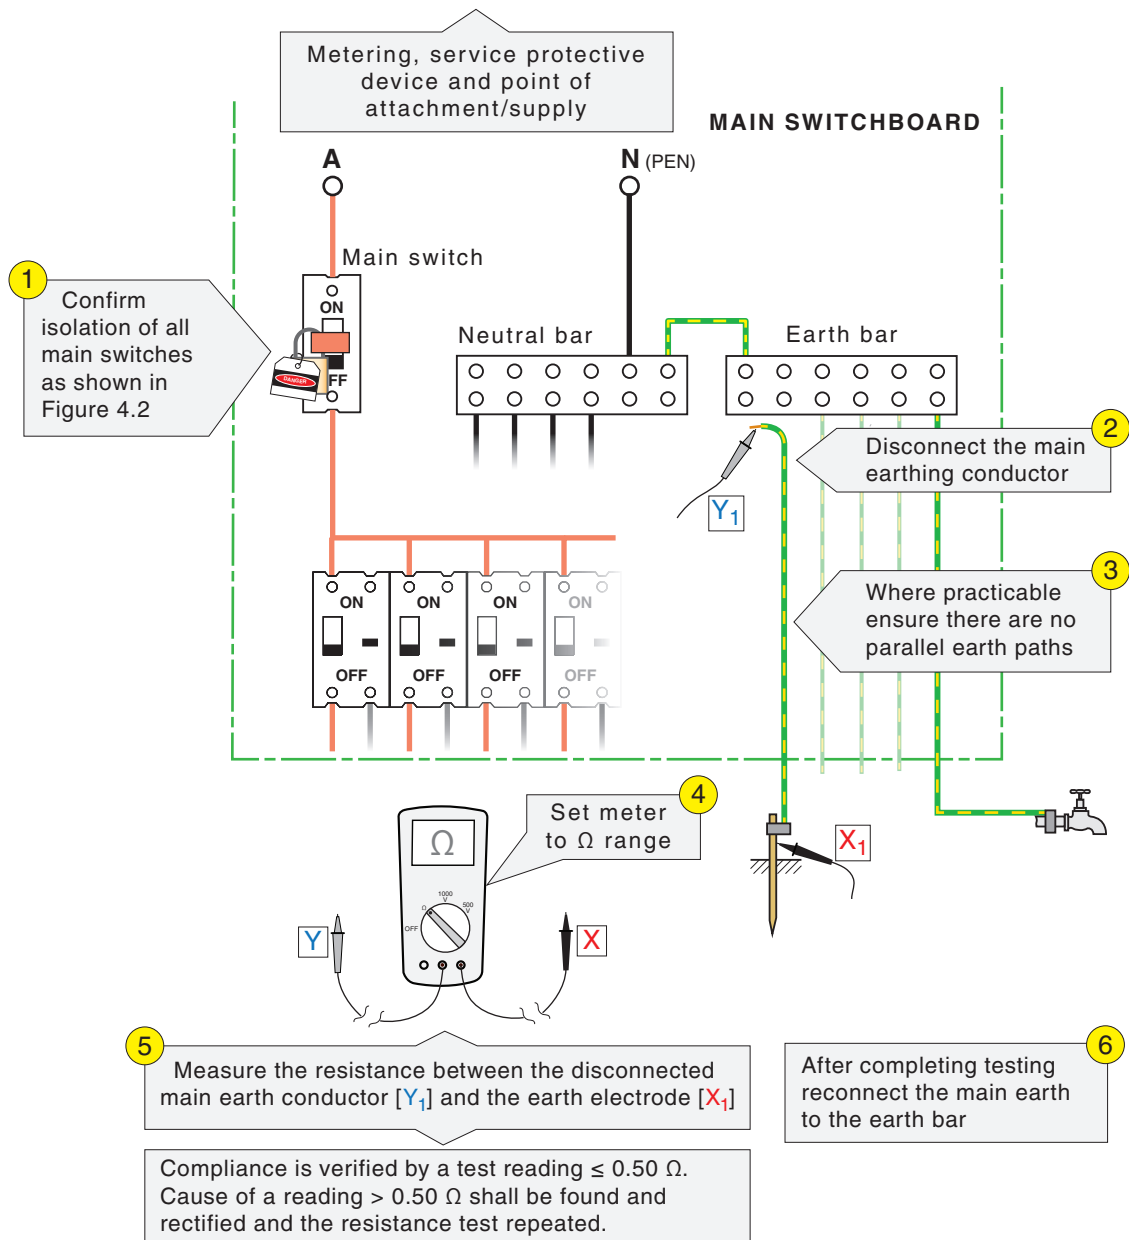 Metering, service protective
device and point of
attachment/supply
MAIN SWITCHBOARD
A
N (PEN)
Main switch
1
Confirm
isolation of all
main switches
as shown in
Figure 4.2
ON
OFF
DANGER
Neutral bar
Earth bar
2
Disconnect the main
earthing conductor
Y1
3
Where practicable
ensure there are no
parallel earth paths
ON
ON
ON
ON
OFF
OFF
OFF
OFF
4
Set meter
to Ω range
Ω
1000
V
500
V
Ω
OFF
X1
Y
X
5
Measure the resistance between the disconnected
main earth conductor [Y1] and the earth electrode [X1]
6
After completing testing
reconnect the main earth
to the earth bar
Compliance is verified by a test reading ≤ 0.50 Ω.
Cause of a reading > 0.50 Ω shall be found and
rectified and the resistance test repeated.